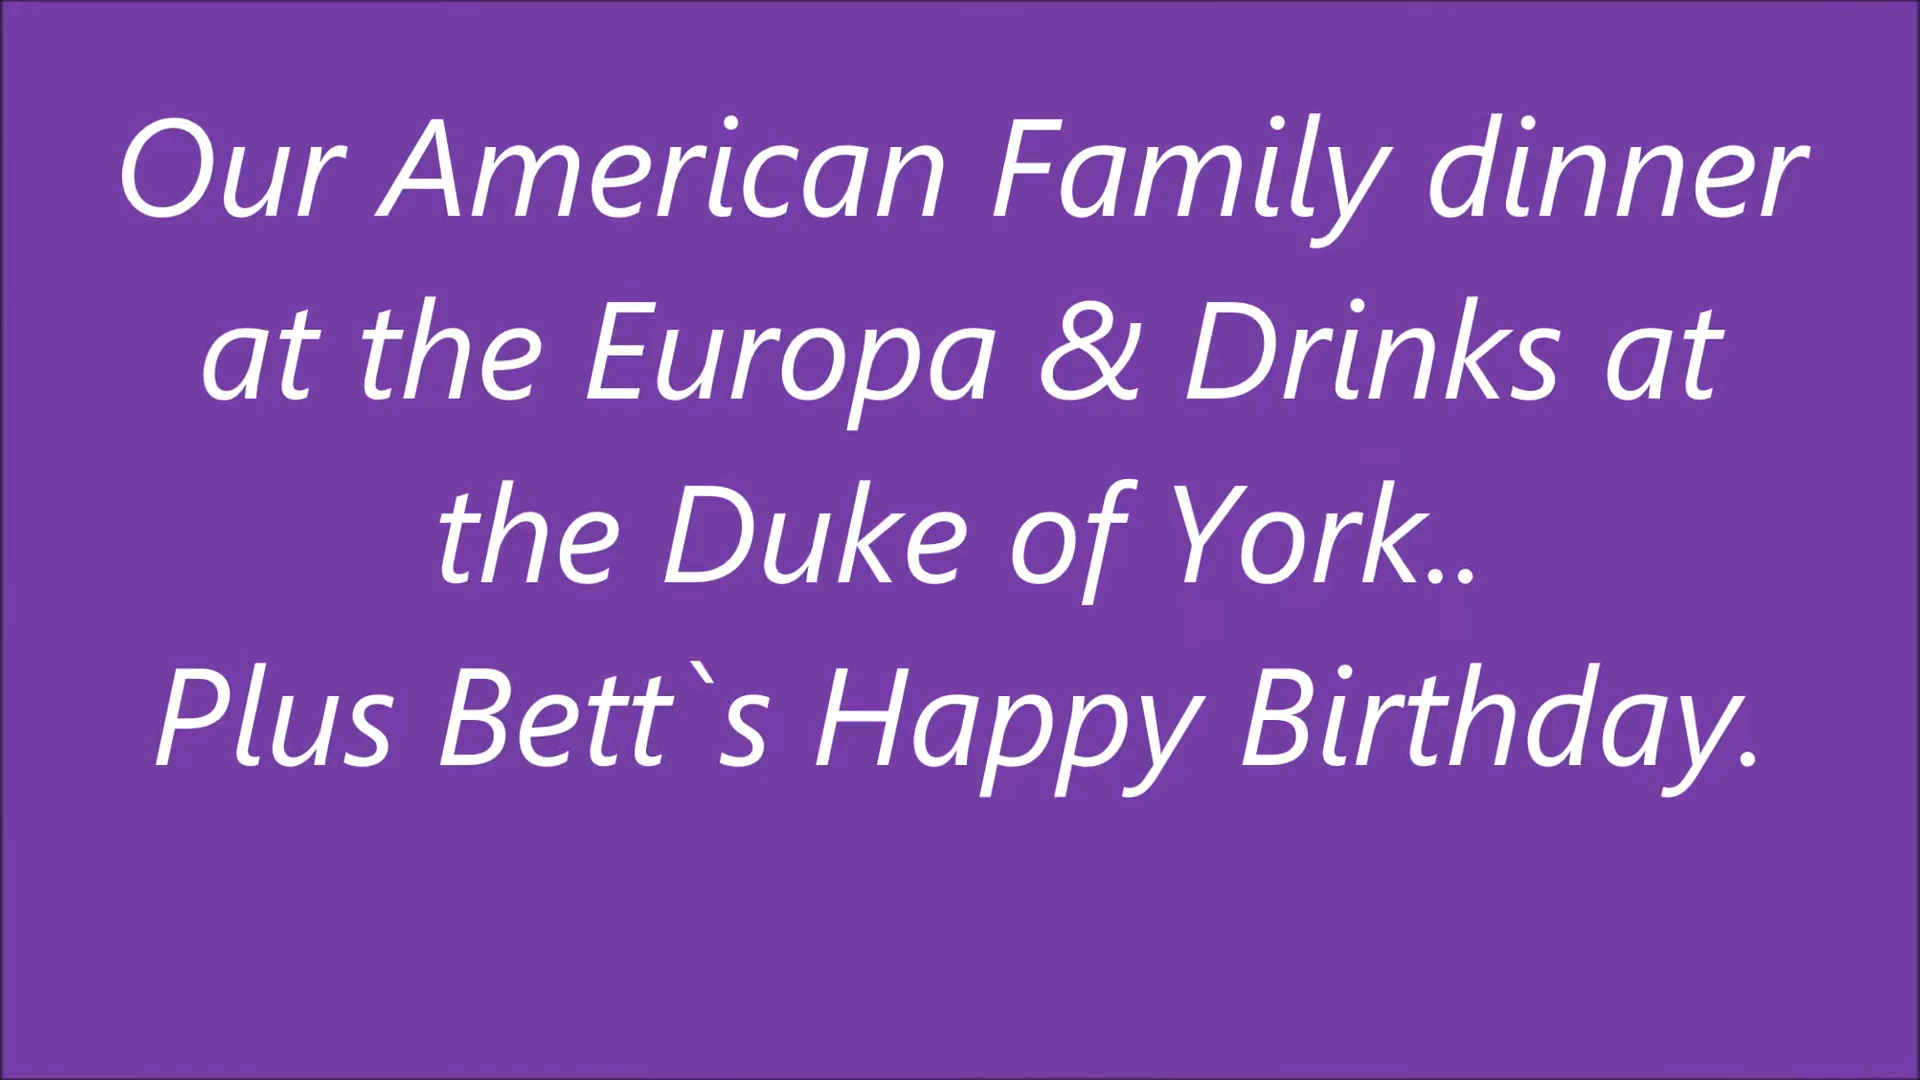 Our American Family dinner
at the Europa & Drinks at
the Duke of York..
Plus Bett`s Happy Birthday.